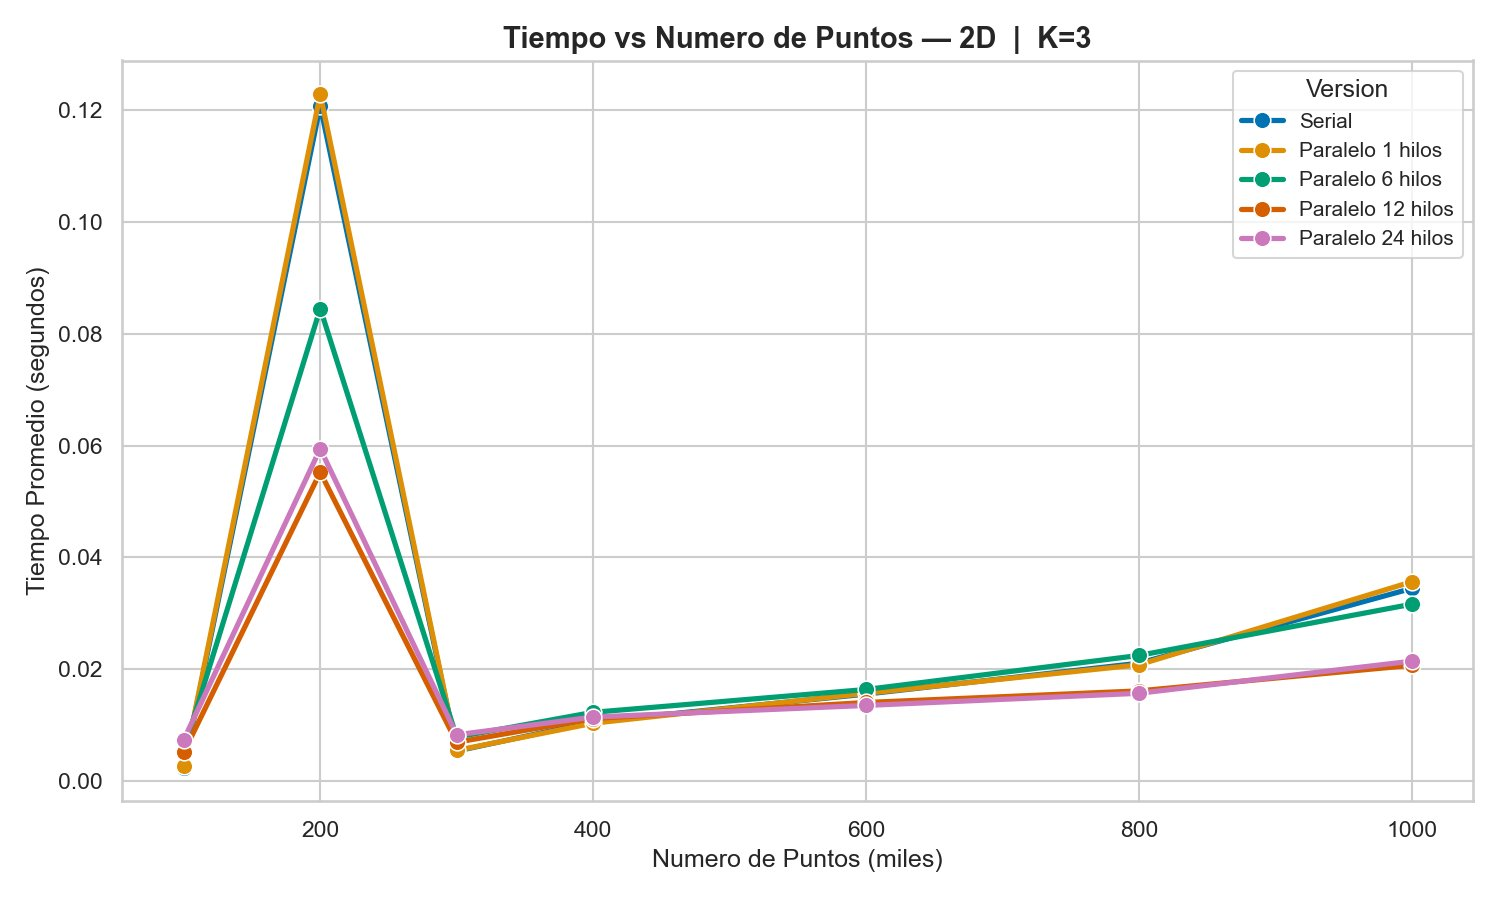 Tiempo vs Numero de Puntos — 2D | K=3
Version
Serial
Paralelo 1 hilos
Paralelo 6 hilos
Paralelo 12 hilos
Paralelo 24 hilos
Tiempo Promedio (segundos)
0.12
0.10
0.08
0.06
0.04
0.02
0.00
200 400 600 800 1000
Numero de Puntos (miles)